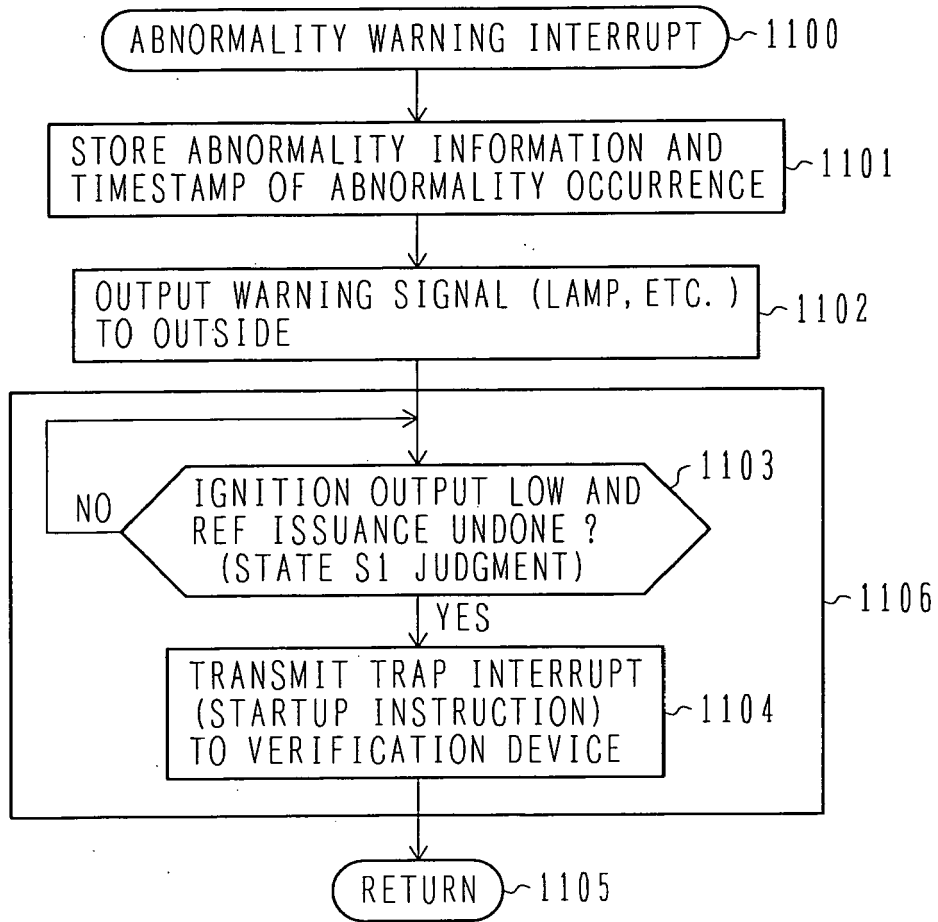 ABNORMALITY WARNING INTERRUPT
1100
STORE ABNORMALITY INFORMATION AND
TIMESTAMP OF ABNORMALITY OCCURRENCE
1101
OUTPUT WARNING SIGNAL (LAMP, ETC. )
TO OUTSIDE
1102
1103
IGNITION OUTPUT LOW AND
REF ISSUANCE UNDONE ?
(STATE S1 JUDGMENT)
NO
YES
1106
TRANSMIT TRAP INTERRUPT
(STARTUP INSTRUCTION)
TO VERIFICATION DEVICE
1104
RETURN
1105